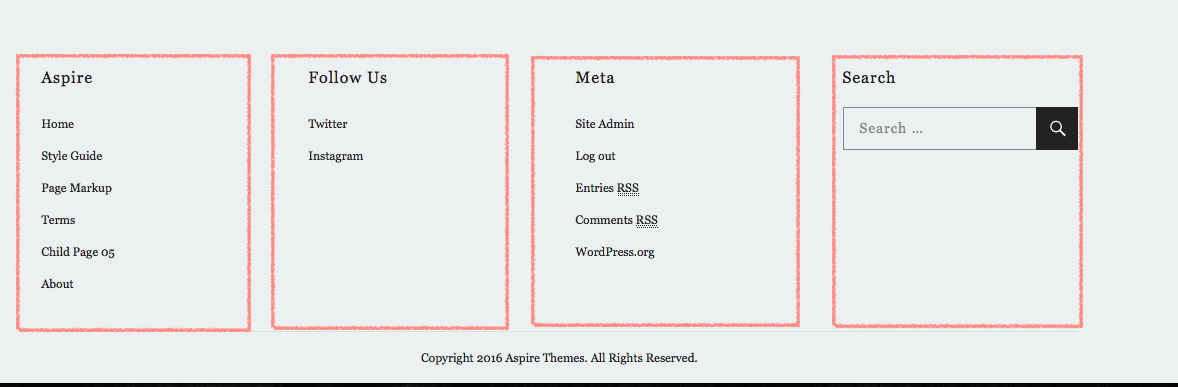 Aspire
Home
Style Guide
Page Markup
Terms
Child Page 05
About
Follow Us
Twitter
Instagram
Meta
Site Admin
Log out
Entries RSS
Comments RSS
WordPress.org
Search
Search ...
Copyright 2016 Aspire Themes. All Rights Reserved.